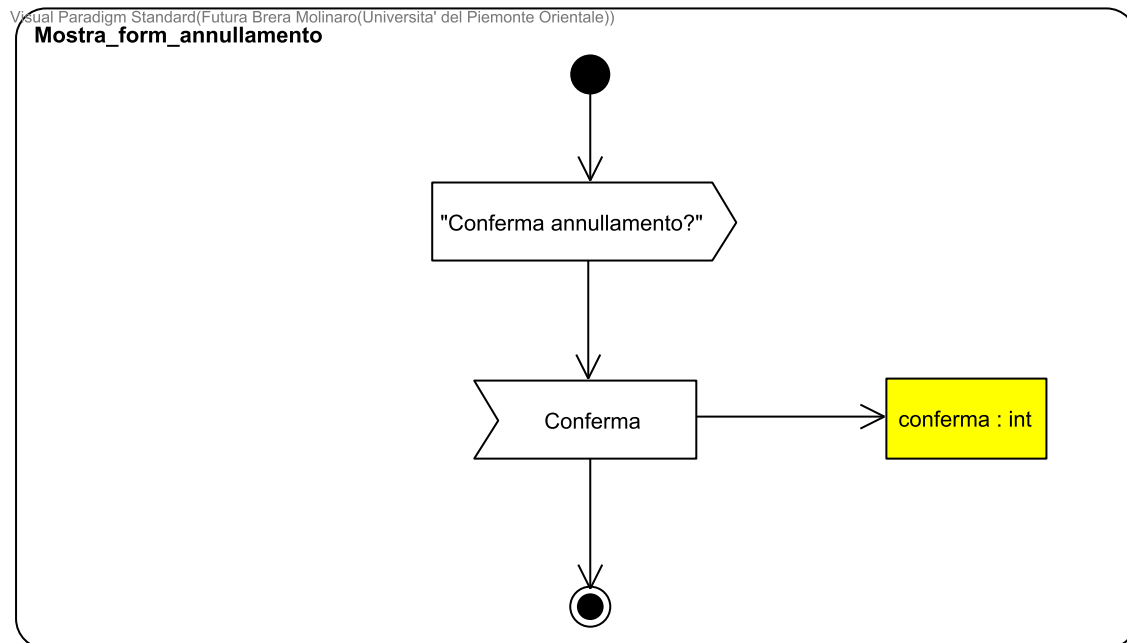 Visual Paradigm Standard(Futura Brera Molinaro(Universita' del Piemonte Orientale))
Mostra_form_annullamento
"Conferma annullamento?"
Conferma
conferma : int